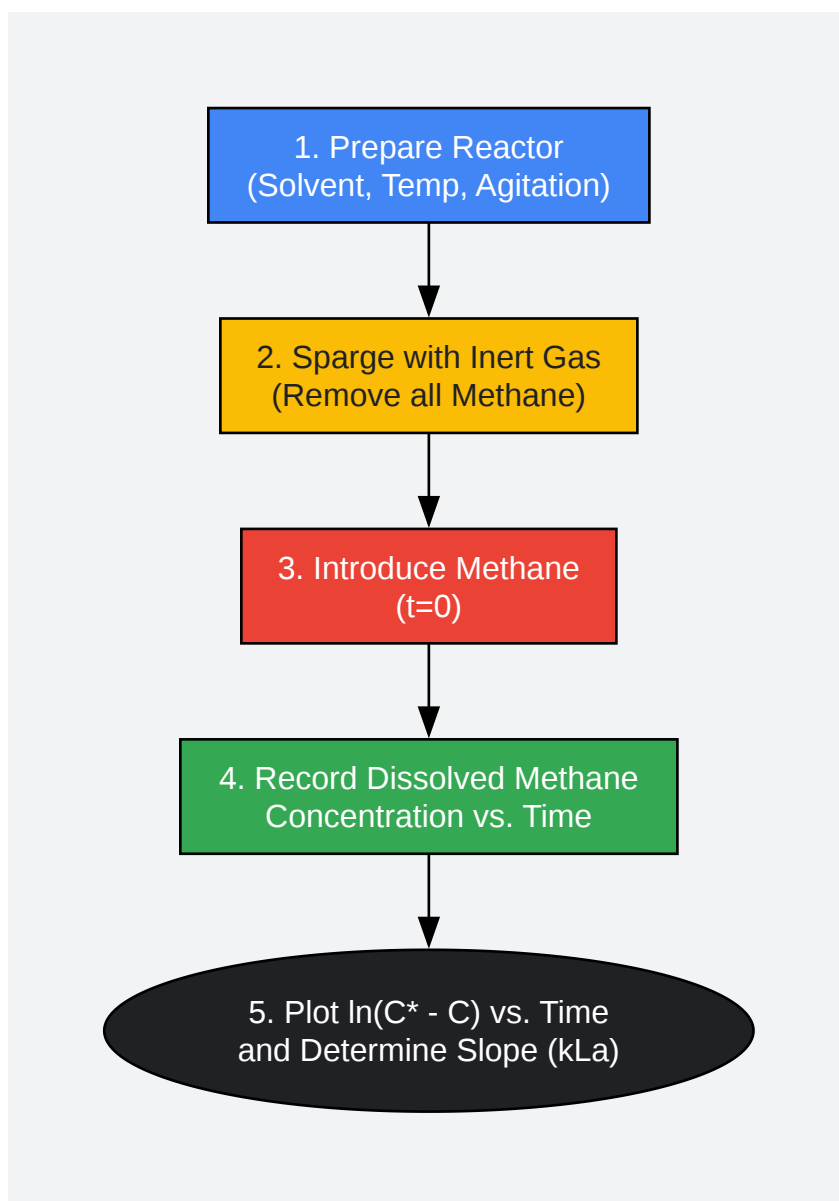 1. Prepare Reactor
(Solvent, Temp, Agitation)
2. Sparge with Inert Gas
(Remove all Methane)
3. Introduce Methane
(t=0)
4. Record Dissolved Methane
Concentration vs. Time
5. Plot ln(C* - C) vs. Time
and Determine Slope (kLa)